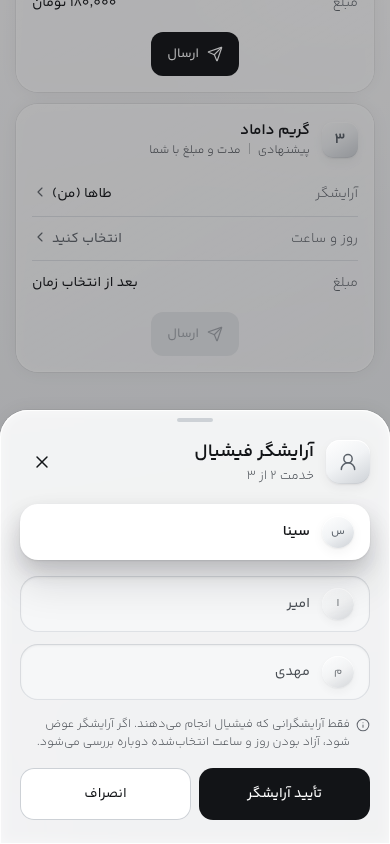 مبلغ
۱۸۰,۰۰۰ تومان
ارسال
۳
گریم داماد
پیشنهادی | مدت و مبلغ با شما
آرایشگر
طاها (من)
روز و ساعت
انتخاب کنید
مبلغ
بعد از انتخاب زمان
ارسال
آرایشگر فیشیال
خدمت ۲ از ۳
س
سینا
ا
امیر
م
مهدی
فقط آرایشگرانی که فیشیال انجام می‌دهند. اگر آرایشگر عوض
شود، آزاد بودن روز و ساعت انتخاب‌شده دوباره بررسی می‌شود.
تأیید آرایشگر
انصراف